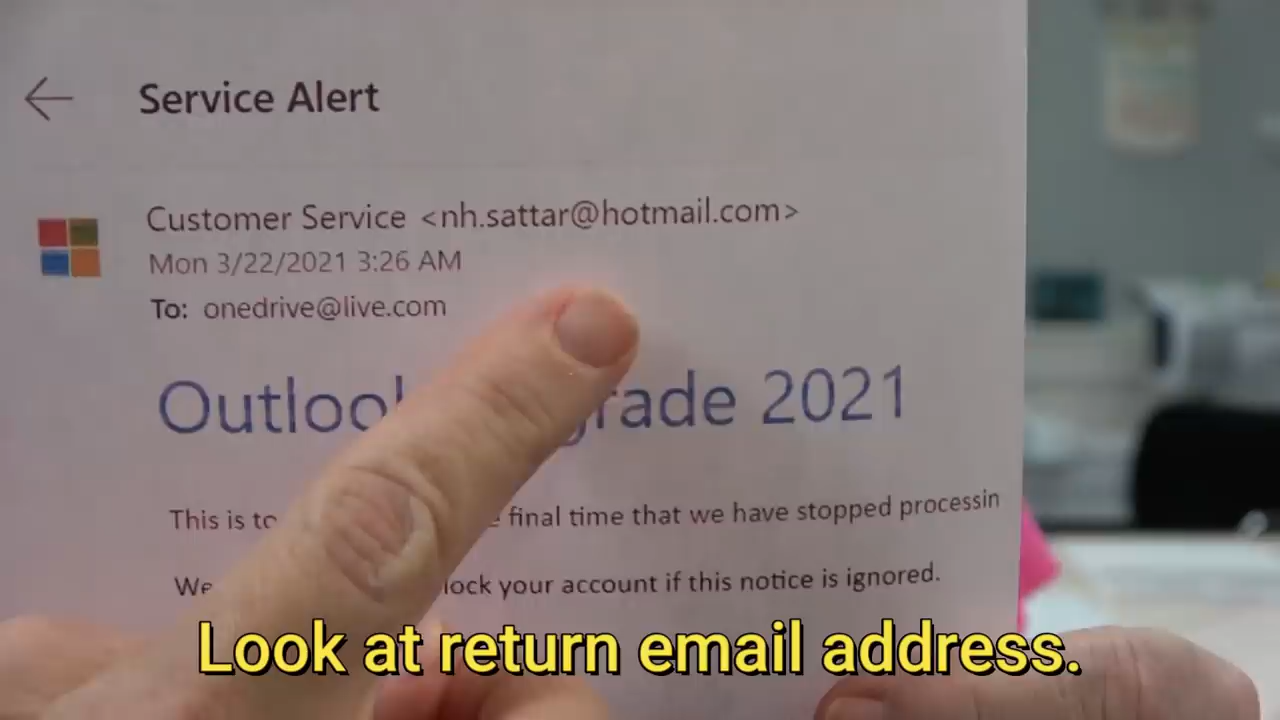 Service Alert
Customer Service <nh.sattar@hotmail.com>
Mon 3/22/2021 3:26 AM
To: onedrive@live.com
Outlook grade 2021
This is to final time that we have stopped processin
We lock your account if this notice is ignored.
Look at return email address.